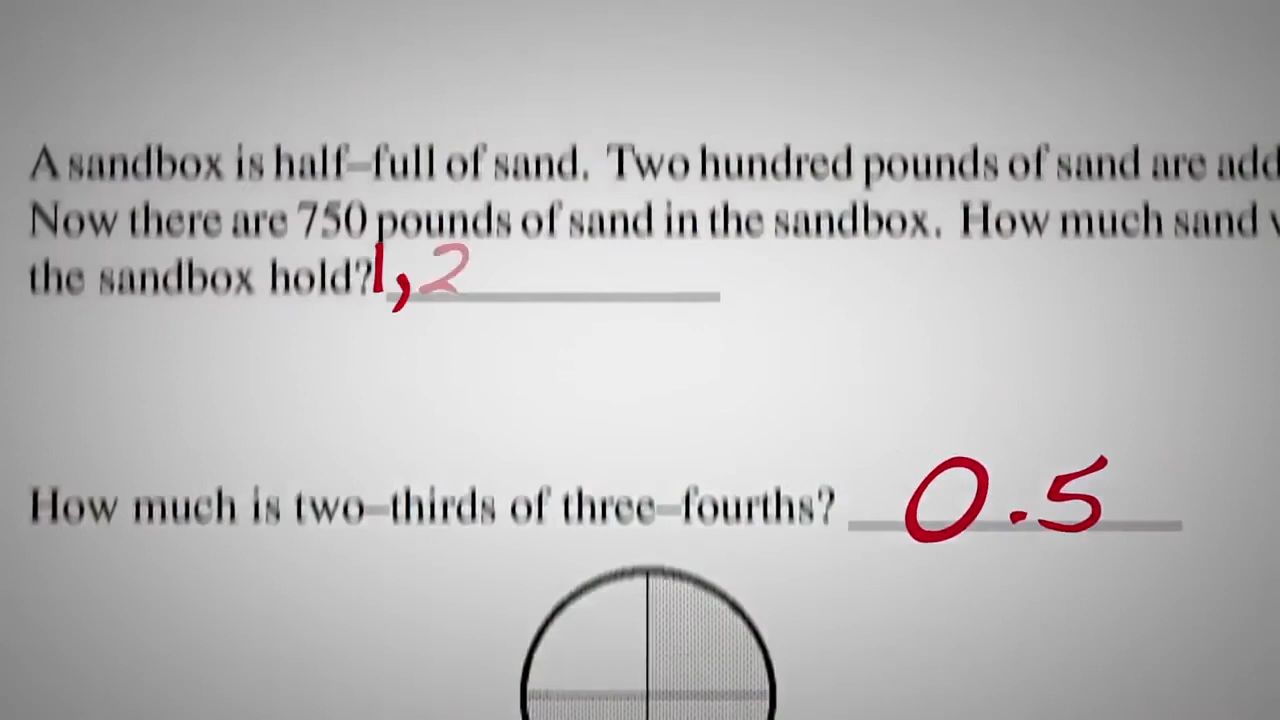 A sandbox is half-full of sand. Two hundred pounds of sand are
Now there are 750 pounds of sand in the sandbox. How much sand
the sandbox hold? 1,2
How much is two-thirds of three-fourths? 0.5